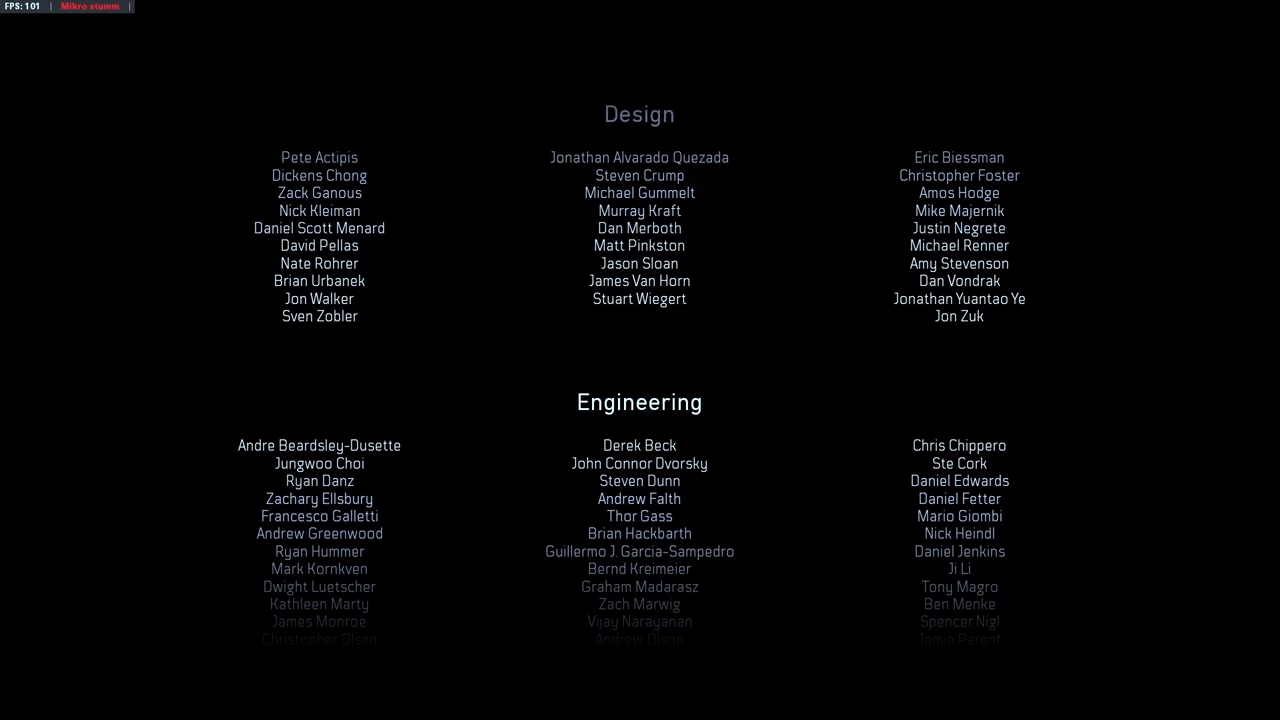 FPS: 101 | Mikro stumm |
Design
Pete Actipis Jonathan Alvarado Quezada Eric Biessman
Dickens Chong Steven Crump Christopher Foster
Zack Ganous Michael Gummelt Amos Hodge
Nick Kleiman Murray Kraft Mike Majernik
Daniel Scott Menard Dan Merboth Justin Negrete
David Pellas Matt Pinkston Michael Renner
Nate Rohrer Jason Sloan Amy Stevenson
Brian Urbanek James Van Horn Dan Vondrak
Jon Walker Stuart Wiegert Jonathan Yuantao Ye
Sven Zobler Jon Zuk
Engineering
Andre Beardsley-Dusette Derek Beck Chris Chippero
Jungwoo Choi John Connor Dvorsky Ste Cork
Ryan Danz Steven Dunn Daniel Edwards
Zachary Ellsbury Andrew Falth Daniel Fetter
Francesco Galletti Thor Gass Mario Giombi
Andrew Greenwood Brian Hackbarth Nick Heindl
Ryan Hummer Guillermo J. Garcia-Sampedro Daniel Jenkins
Mark Kornkven Bernd Kreimeier Ji Li
Dwight Luetscher Graham Madarasz Tony Magro
Kathleen Marty Zach Marwig Ben Menke
James Monroe Vijay Narayanan Spencer Nigl
Christopher Olsen Andrew Olson Jamie Parent